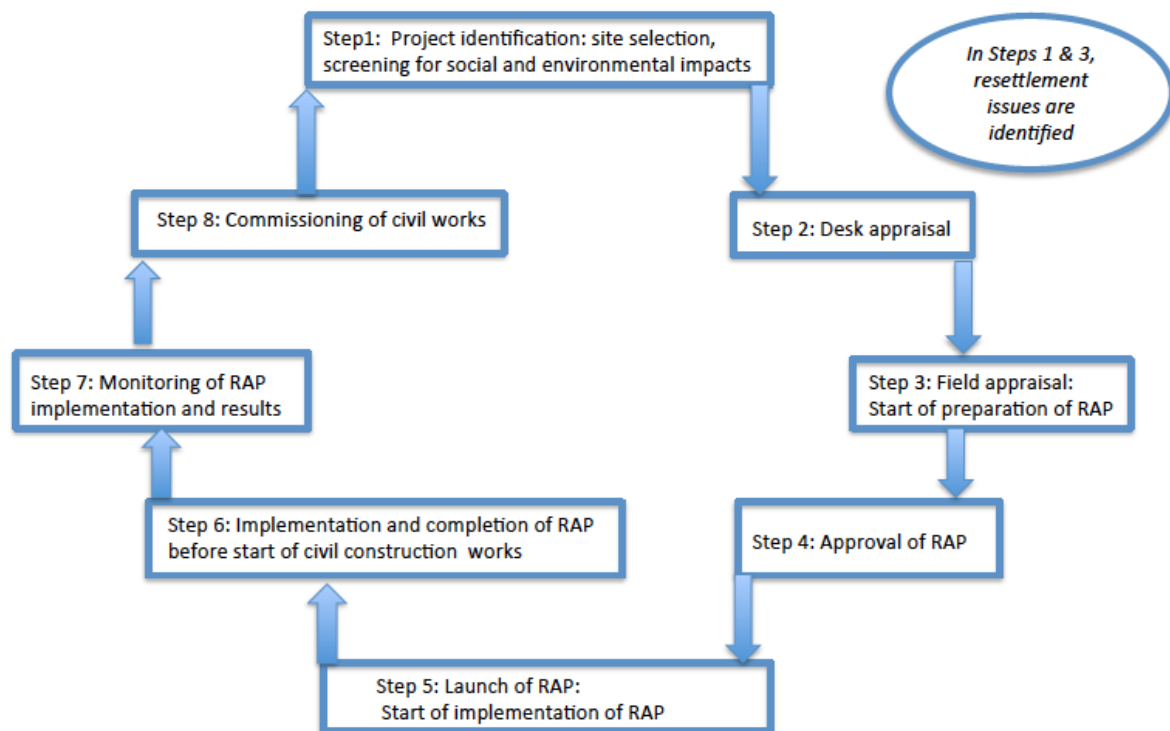 Step1: Project identification: site selection,
screening for social and environmental impacts
In Steps 1 & 3,
resettlement
issues are
identified
Step 2: Desk appraisal
Step 3: Field appraisal:
Start of preparation of RAP
Step 4: Approval of RAP
Step 5: Launch of RAP:
Start of implementation of RAP
Step 6: Implementation and completion of RAP
before start of civil construction works
Step 7: Monitoring of RAP
implementation and results
Step 8: Commissioning of civil works